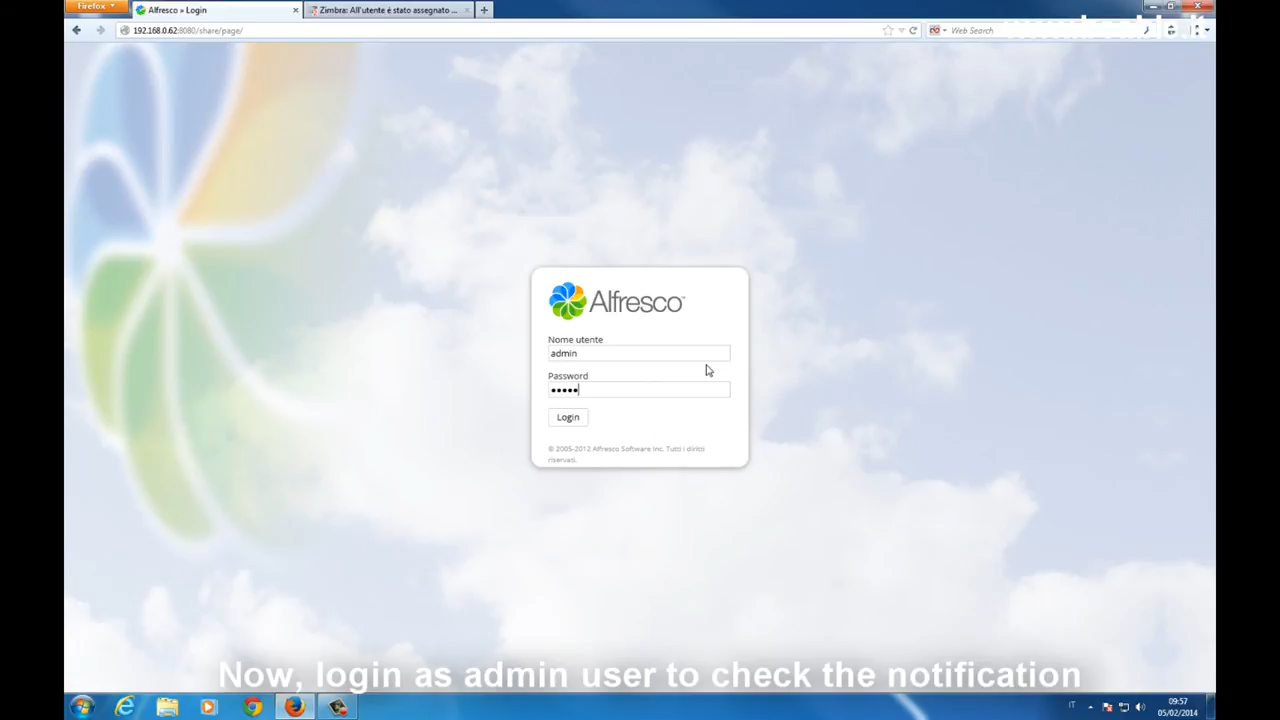 Firefox
Alfresco » Login
Zimbra: All'utente è stato assegnato ...
192.168.0.62:8080/share/page/
Web Search
Alfresco™
Nome utente
admin
Password
•••••
Login
© 2005-2012 Alfresco Software Inc. Tutti i diritti
riservati.
Now, login as admin user to check the notification
IT
09:57
05/02/2014